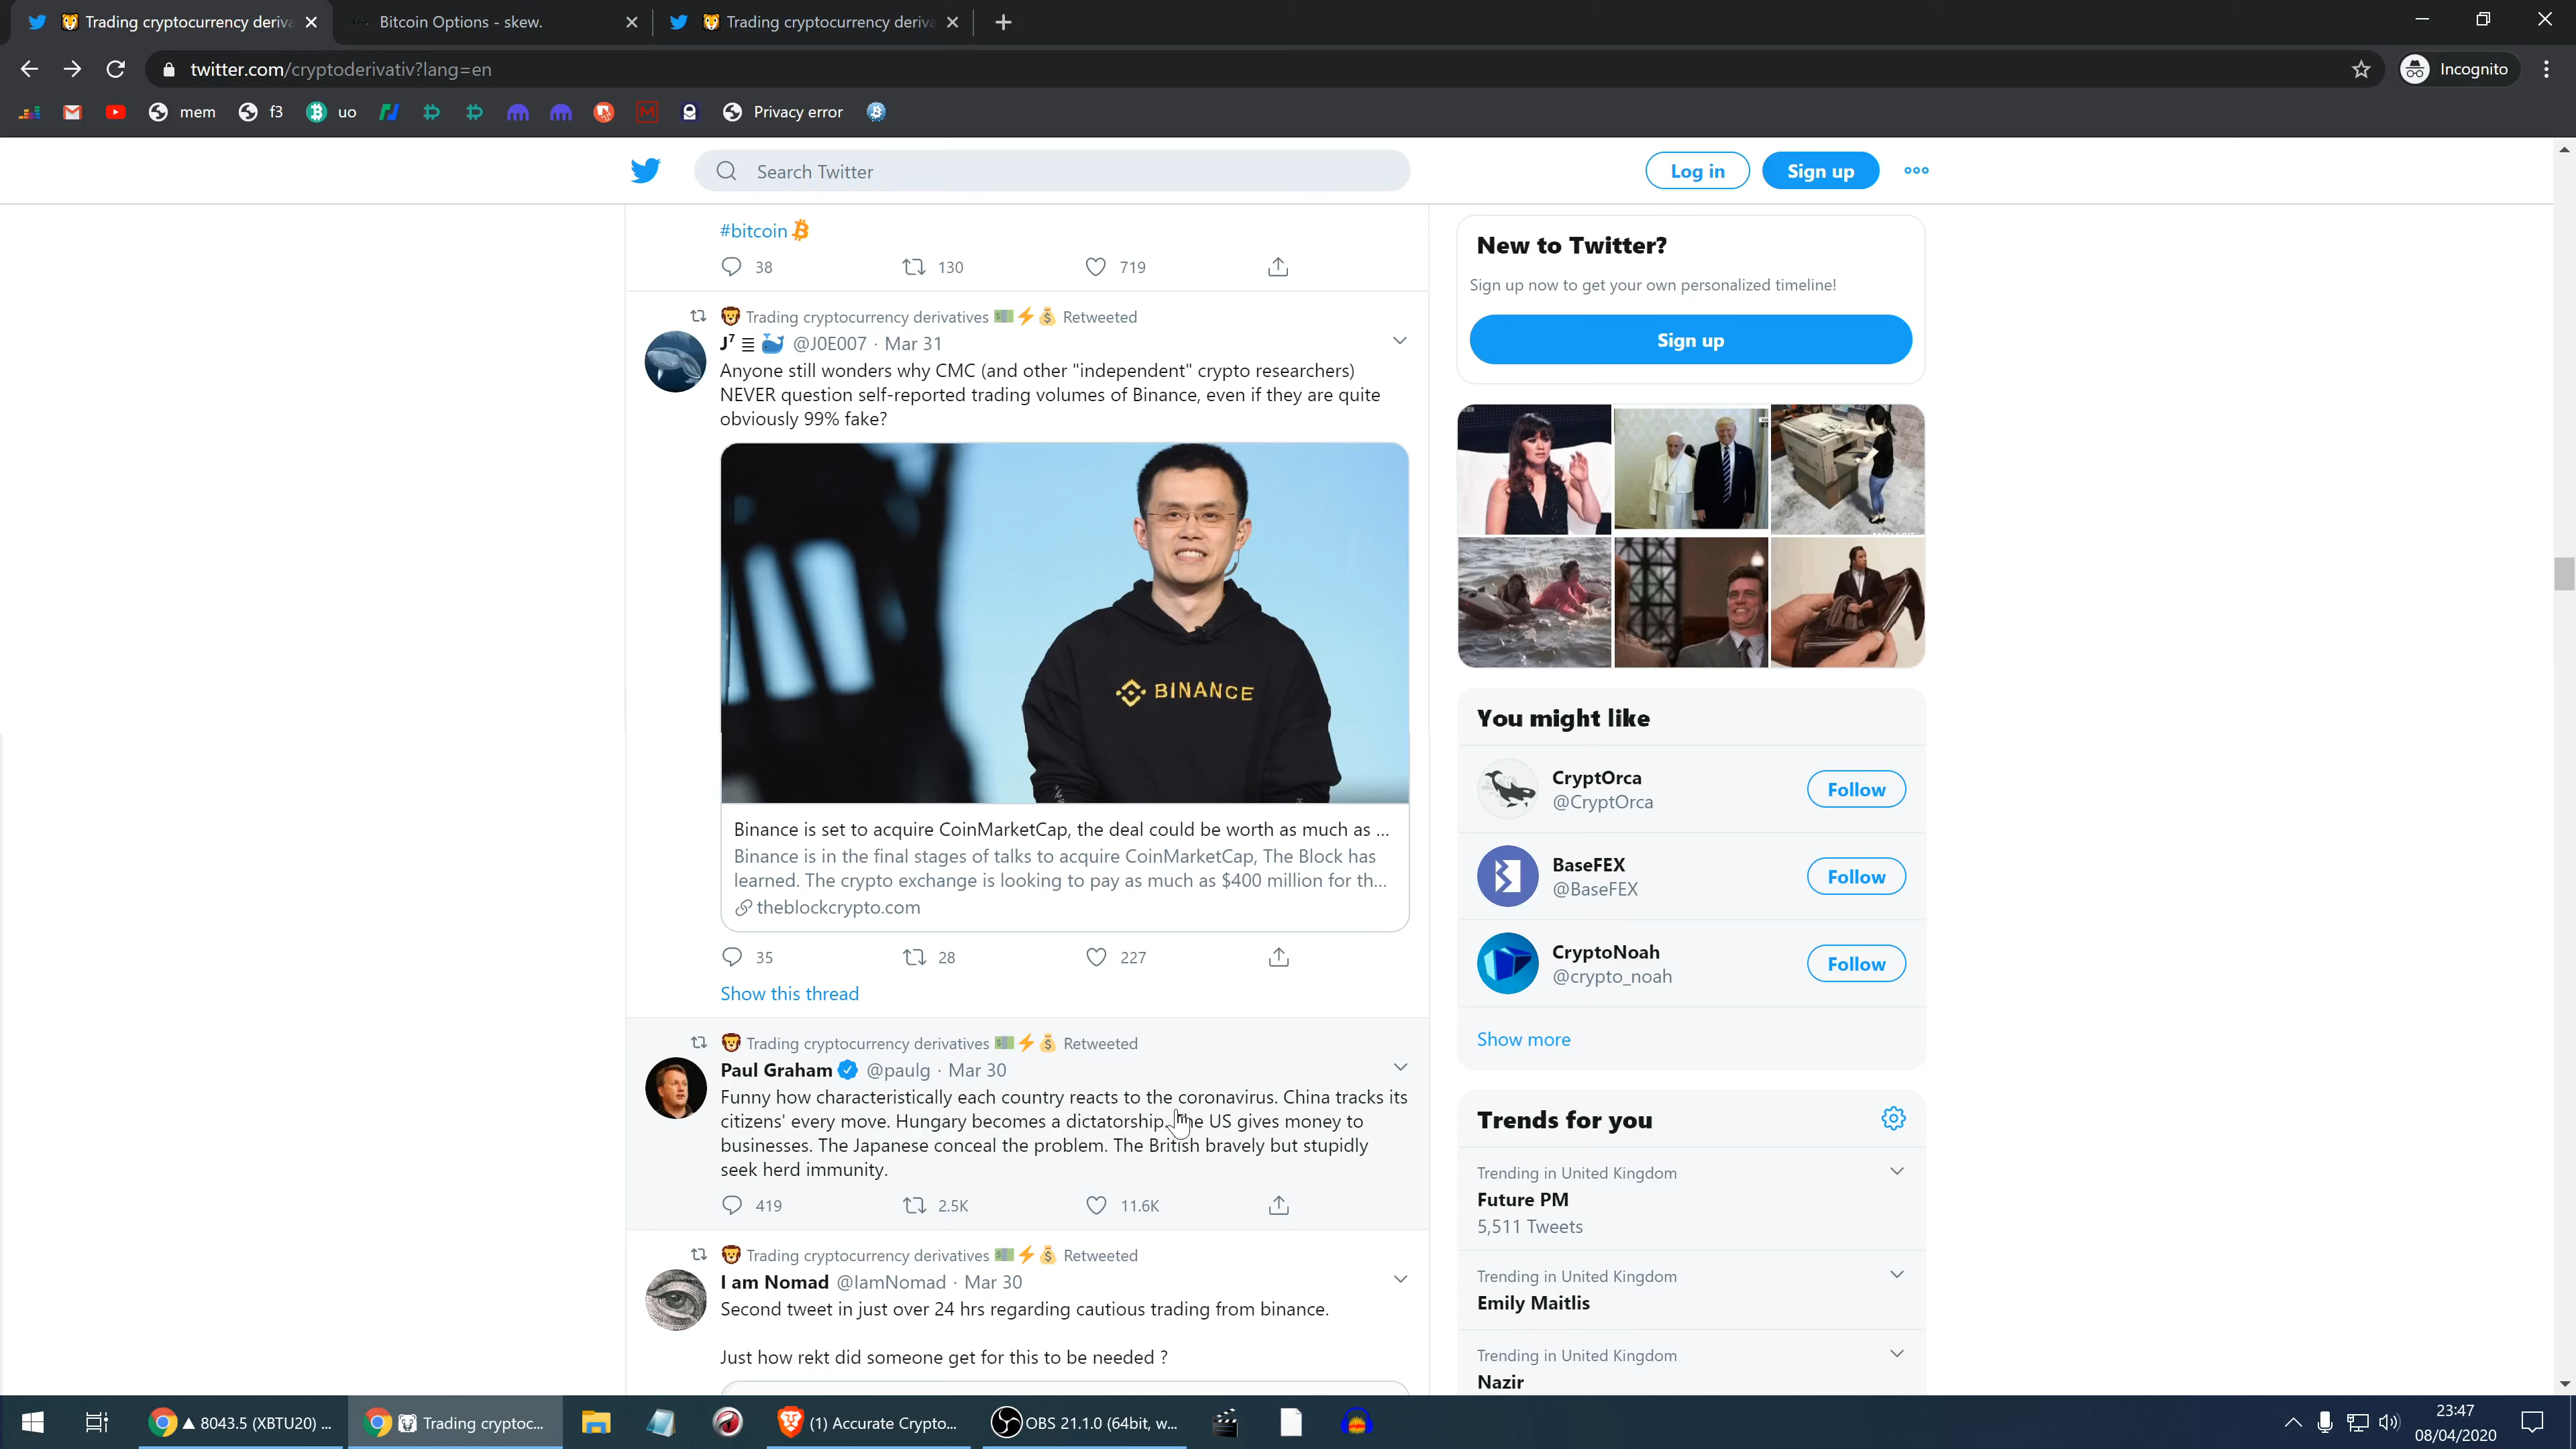 Trading cryptocurrency deriva
Bitcoin Options - skew.
Trading cryptocurrency deriva
twitter.com/cryptoderivativ?lang=en
Incognito
mem
f3
uo
Privacy error
Search Twitter
Log in
Sign up
#bitcoin
38
130
719
Trading cryptocurrency derivatives Retweeted
J⁷ @J0E007 · Mar 31
Anyone still wonders why CMC (and other "independent" crypto researchers)
NEVER question self-reported trading volumes of Binance, even if they are quite
obviously 99% fake?
BINANCE
Binance is set to acquire CoinMarketCap, the deal could be worth as much as ...
Binance is in the final stages of talks to acquire CoinMarketCap, The Block has
learned. The crypto exchange is looking to pay as much as $400 million for th...
theblockcrypto.com
35
28
227
Show this thread
Trading cryptocurrency derivatives Retweeted
Paul Graham @paulg · Mar 30
Funny how characteristically each country reacts to the coronavirus. China tracks its
citizens' every move. Hungary becomes a dictatorship. The US gives money to
businesses. The Japanese conceal the problem. The British bravely but stupidly
seek herd immunity.
419
2.5K
11.6K
Trading cryptocurrency derivatives Retweeted
I am Nomad @IamNomad · Mar 30
Second tweet in just over 24 hrs regarding cautious trading from binance.
Just how rekt did someone get for this to be needed ?
New to Twitter?
Sign up now to get your own personalized timeline!
Sign up
You might like
CryptOrca
@CryptOrca
Follow
BaseFEX
@BaseFEX
Follow
CryptoNoah
@crypto_noah
Follow
Show more
Trends for you
Trending in United Kingdom
Future PM
5,511 Tweets
Trending in United Kingdom
Emily Maitlis
Trending in United Kingdom
Nazir
▲ 8043.5 (XBTU20) ...
Trading cryptoc...
(1) Accurate Crypto...
OBS 21.1.0 (64bit, w...
23:47
08/04/2020